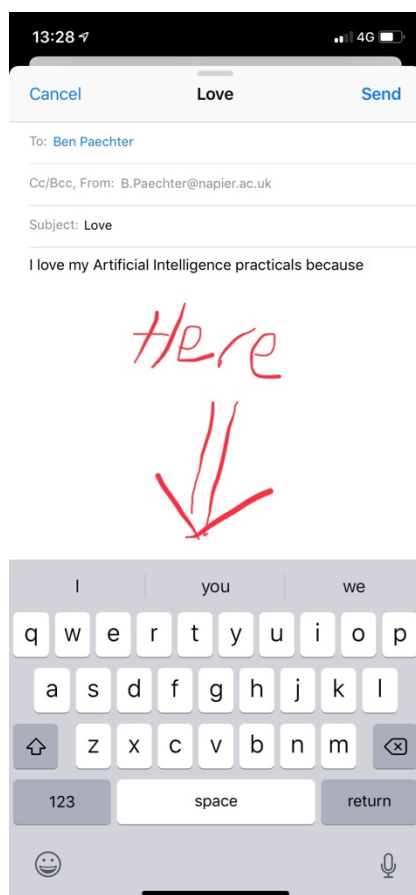 13:28 4G
Cancel Love Send
To: Ben Paechter
Cc/Bcc, From: B.Paechter@napier.ac.uk
Subject: Love
I love my Artificial Intelligence practicals because
Here
I you we
q w e r t y u i o p
a s d f g h j k l
z x c v b n m
123 space return